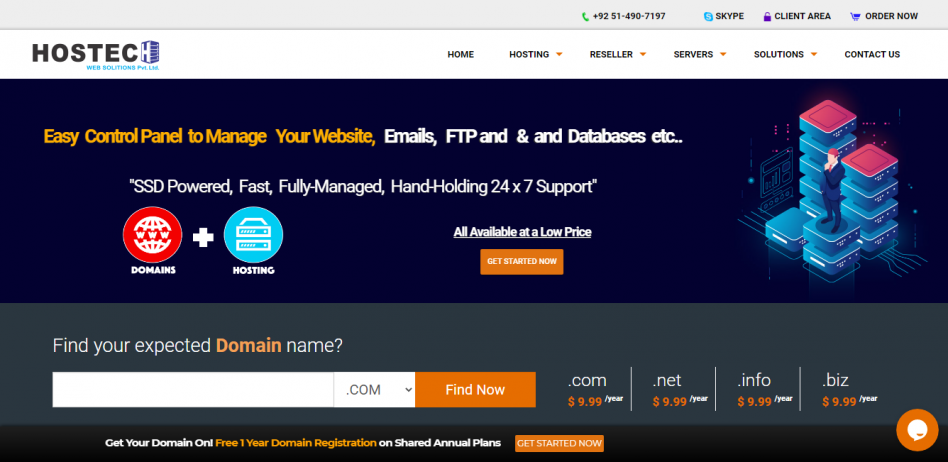 +92 51-490-7197 SKYPE CLIENT AREA ORDER NOW
HOSTECH
WEB SOLITIONS Pvt. Ltd.
HOME HOSTING RESELLER SERVERS SOLUTIONS CONTACT US
Easy Control Panel to Manage Your Website, Emails, FTP and & and Databases etc..
"SSD Powered, Fast, Fully-Managed, Hand-Holding 24 x 7 Support"
WWW
DOMAINS
HOSTING
All Available at a Low Price
GET STARTED NOW
Find your expected Domain name?
.COM Find Now
.com .net .info .biz
$ 9.99 /year $ 9.99 /year $ 9.99 /year $ 9.99 /year
Get Your Domain On! Free 1 Year Domain Registration on Shared Annual Plans GET STARTED NOW